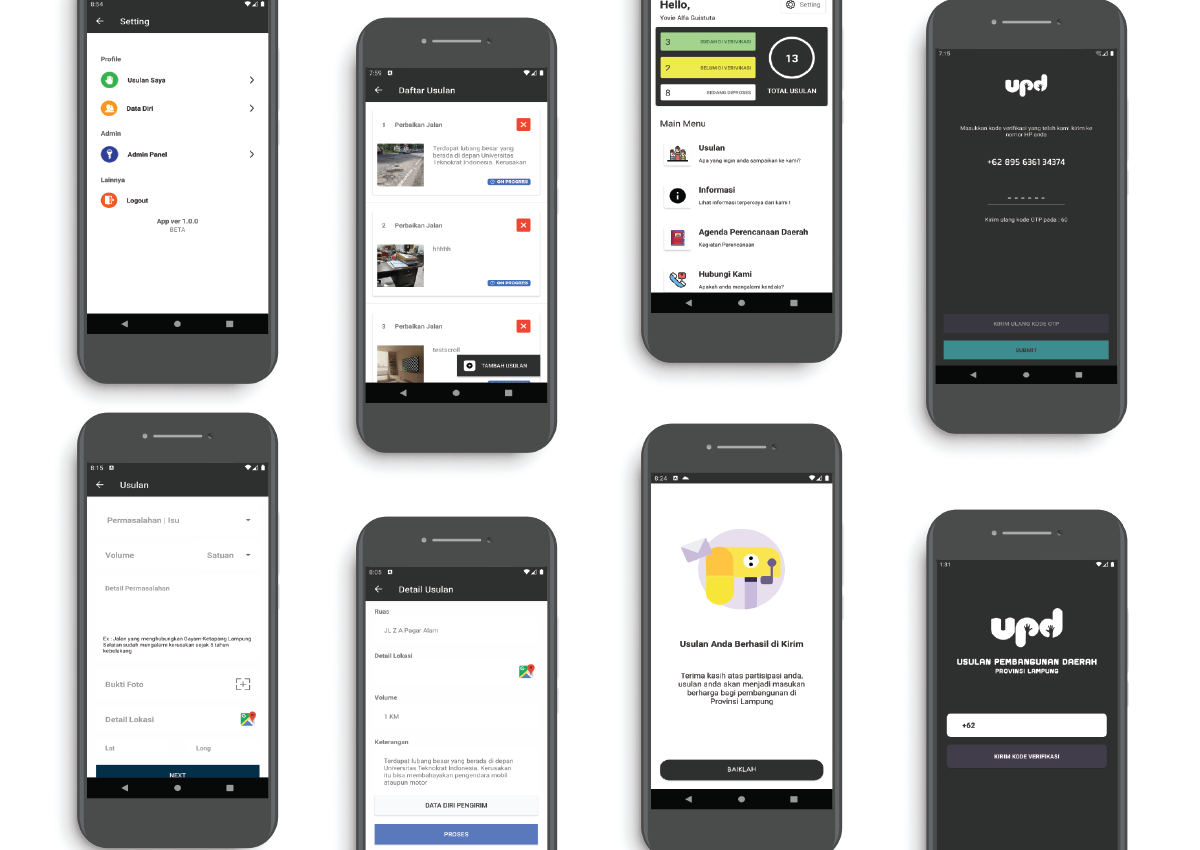 8:54
Setting
Profile
Usulan Saya
Data Diri
Admin
Admin Panel
Lainnya
Logout
App ver 1.0.0
BETA
7:59
Daftar Usulan
1 Perbaikan Jalan
Terdapat lubang besar yang
berada di depan Universitas
Teknokrat Indonesia. Kerusakan
ON PROGRESS
2 Perbaikan Jalan
hhhhh
ON PROGRESS
3 Perbaikan Jalan
testscroll
TAMBAH USULAN
Hello,
Yovie Alfa Guistuta
Setting
3 SUDAH DI VERIVIKASI
2 BELUM DI VERIVIKASI
8 SEDANG DIPROSES
13
TOTAL USULAN
Main Menu
Usulan
Apa yang ingin anda sampaikan ke kami?
Informasi
Lihat informasi terpercaya dari kami !
Agenda Perencanaan Daerah
Kegiatan Perencanaan
Hubungi Kami
Apakah anda mengalami kendala?
7:15
upd
Masukkan kode verifikasi yang telah kami kirim ke
nomor HP anda
+62 895 6361 34374
Kirim ulang kode OTP pada : 60
KIRIM ULANG KODE OTP
SUBMIT
8:15
Usulan
Permasalahan | Isu
Volume Satuan
Detail Permasalahan
Ex : Jalan yang menghubungkan Gayam-Ketapang Lampung
Selatan sudah mengalami kerusakan sejak 5 tahun
kebelakang
Bukti Foto
Detail Lokasi
Lat Long
NEXT
8:05
Detail Usulan
Ruas
JL Z A Pagar Alam
Detail Lokasi
Volume
1 KM
Keterangan
Terdapat lubang besar yang berada di depan
Universitas Teknokrat Indonesia. Kerusakan
itu bisa membahayakan pengendara mobil
ataupun motor
DATA DIRI PENGIRIM
PROSES
8:24
Usulan Anda Berhasil di Kirim
Terima kasih atas partisipasi anda,
usulan anda akan menjadi masukan
berharga bagi pembangunan di
Provinsi Lampung
BAIKLAH
1:31
upd
USULAN PEMBANGUNAN DAERAH
PROVINSI LAMPUNG
+62
KIRIM KODE VERIFIKASI